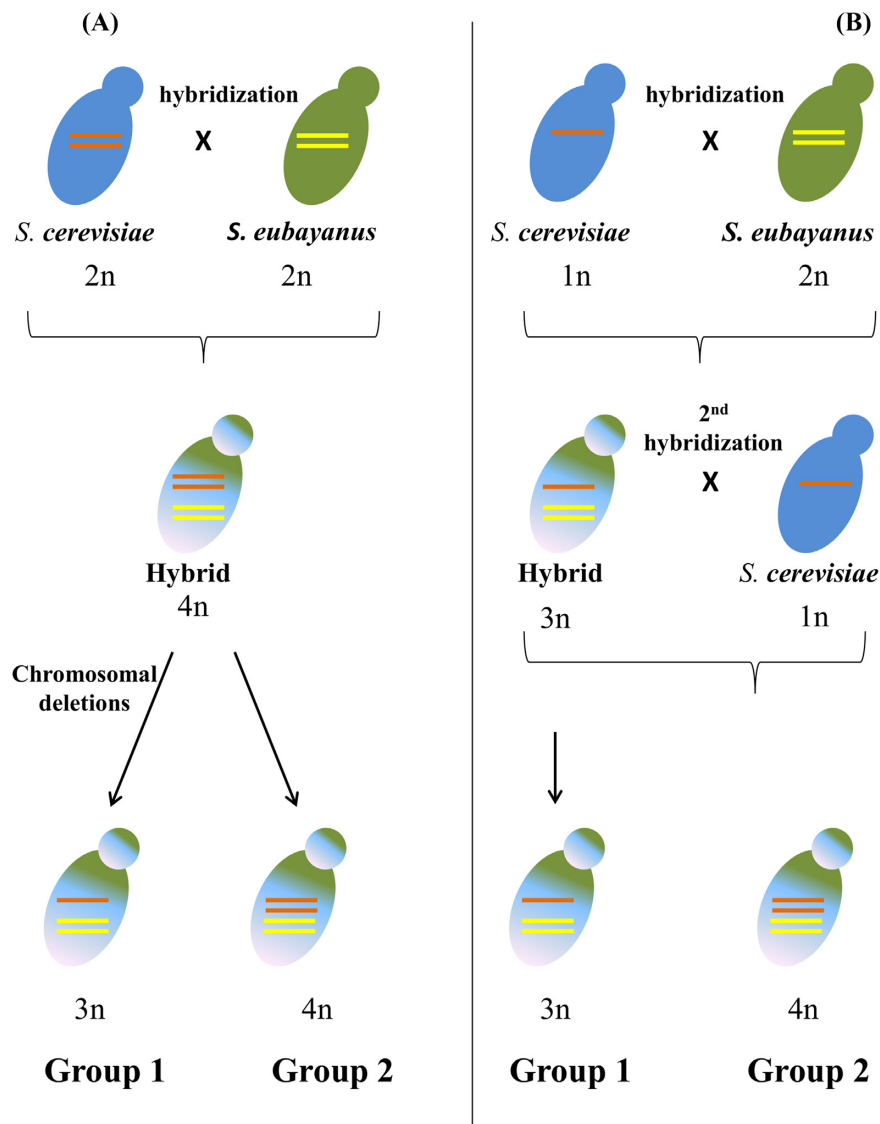 (A)
hybridization
X
S. cerevisiae
S. eubayanus
2n
2n
Hybrid
4n
Chromosomal
deletions
3n
4n
Group 1
Group 2
(B)
hybridization
X
S. cerevisiae
S. eubayanus
1n
2n
2nd
hybridization
X
Hybrid
S. cerevisiae
3n
1n
3n
4n
Group 1
Group 2